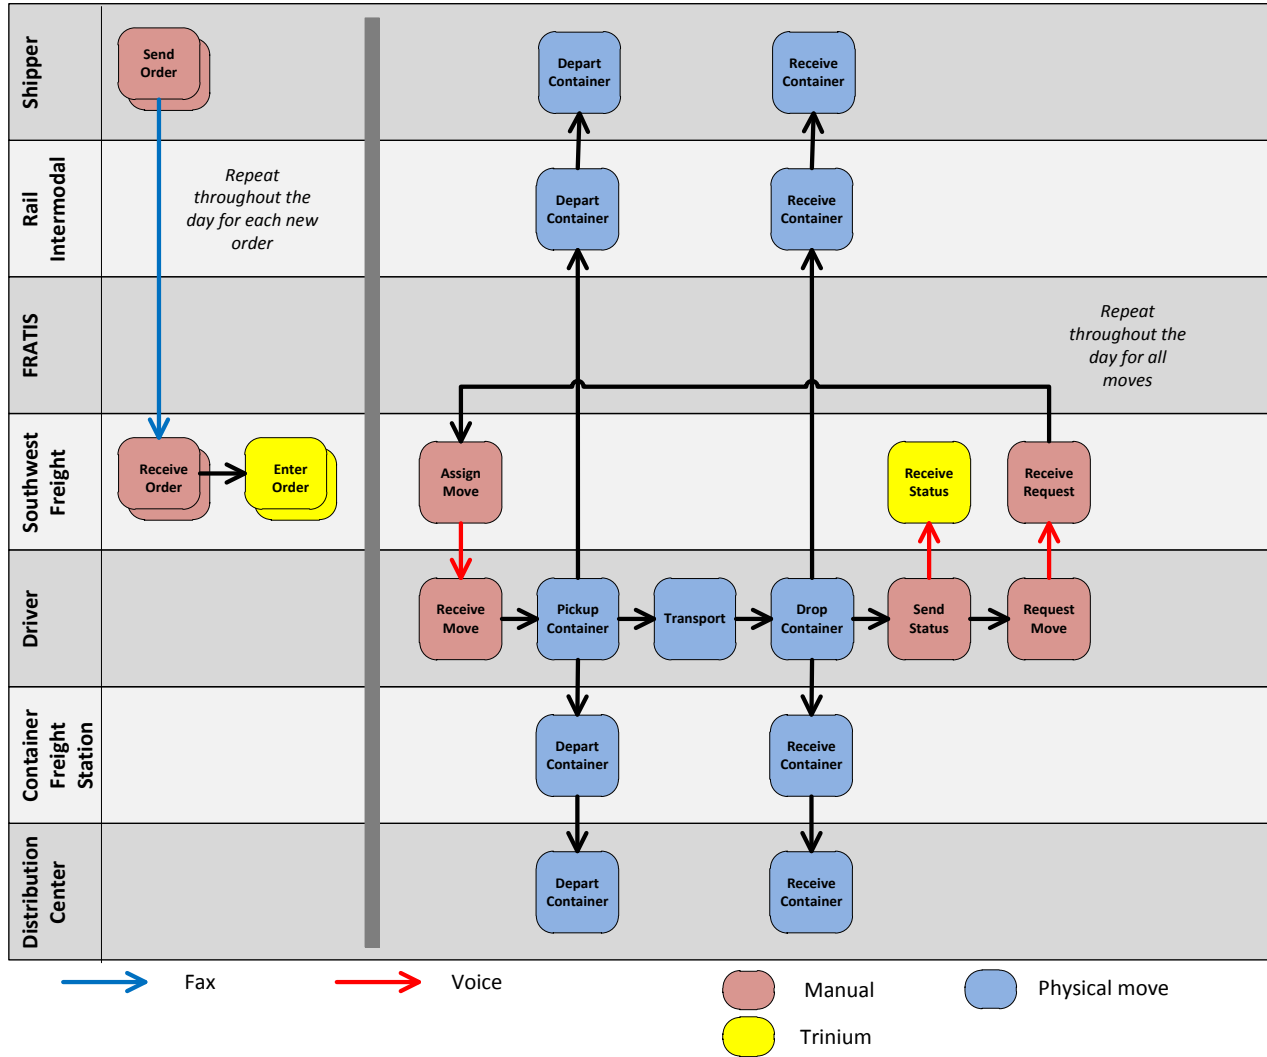 Shipper
Send
Order
Depart
Container
Receive
Container
Rail
Intermodal
Repeat
throughout the
day for each new
order
Depart
Container
Receive
Container
FRATIS
Repeat
throughout the
day for all
moves
Southwest
Freight
Receive
Order
Enter
Order
Assign
Move
Receive
Status
Receive
Request
Driver
Receive
Move
Pickup
Container
Transport
Drop
Container
Send
Status
Request
Move
Container
Freight
Station
Depart
Container
Receive
Container
Distribution
Center
Depart
Container
Receive
Container
Fax
Voice
Manual
Physical move
Trinium